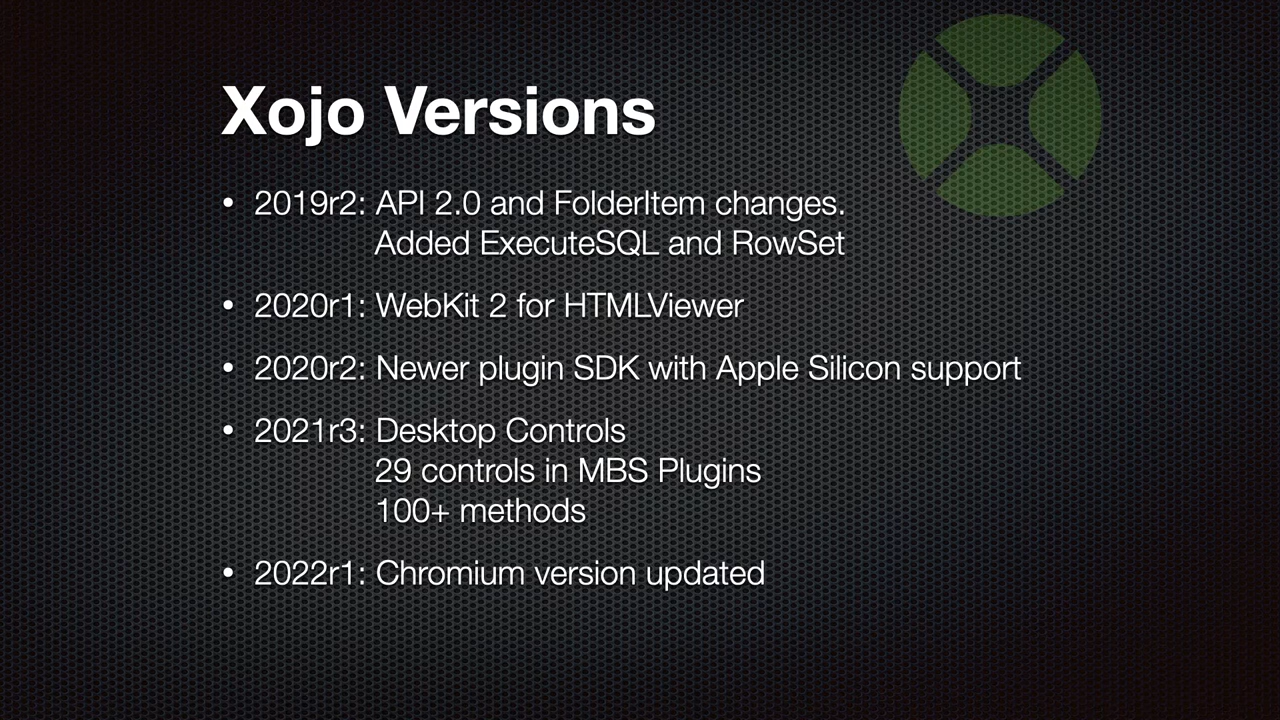 Xojo Versions
• 2019r2: API 2.0 and FolderItem changes.
Added ExecuteSQL and RowSet
• 2020r1: WebKit 2 for HTMLViewer
• 2020r2: Newer plugin SDK with Apple Silicon support
• 2021r3: Desktop Controls
29 controls in MBS Plugins
100+ methods
• 2022r1: Chromium version updated